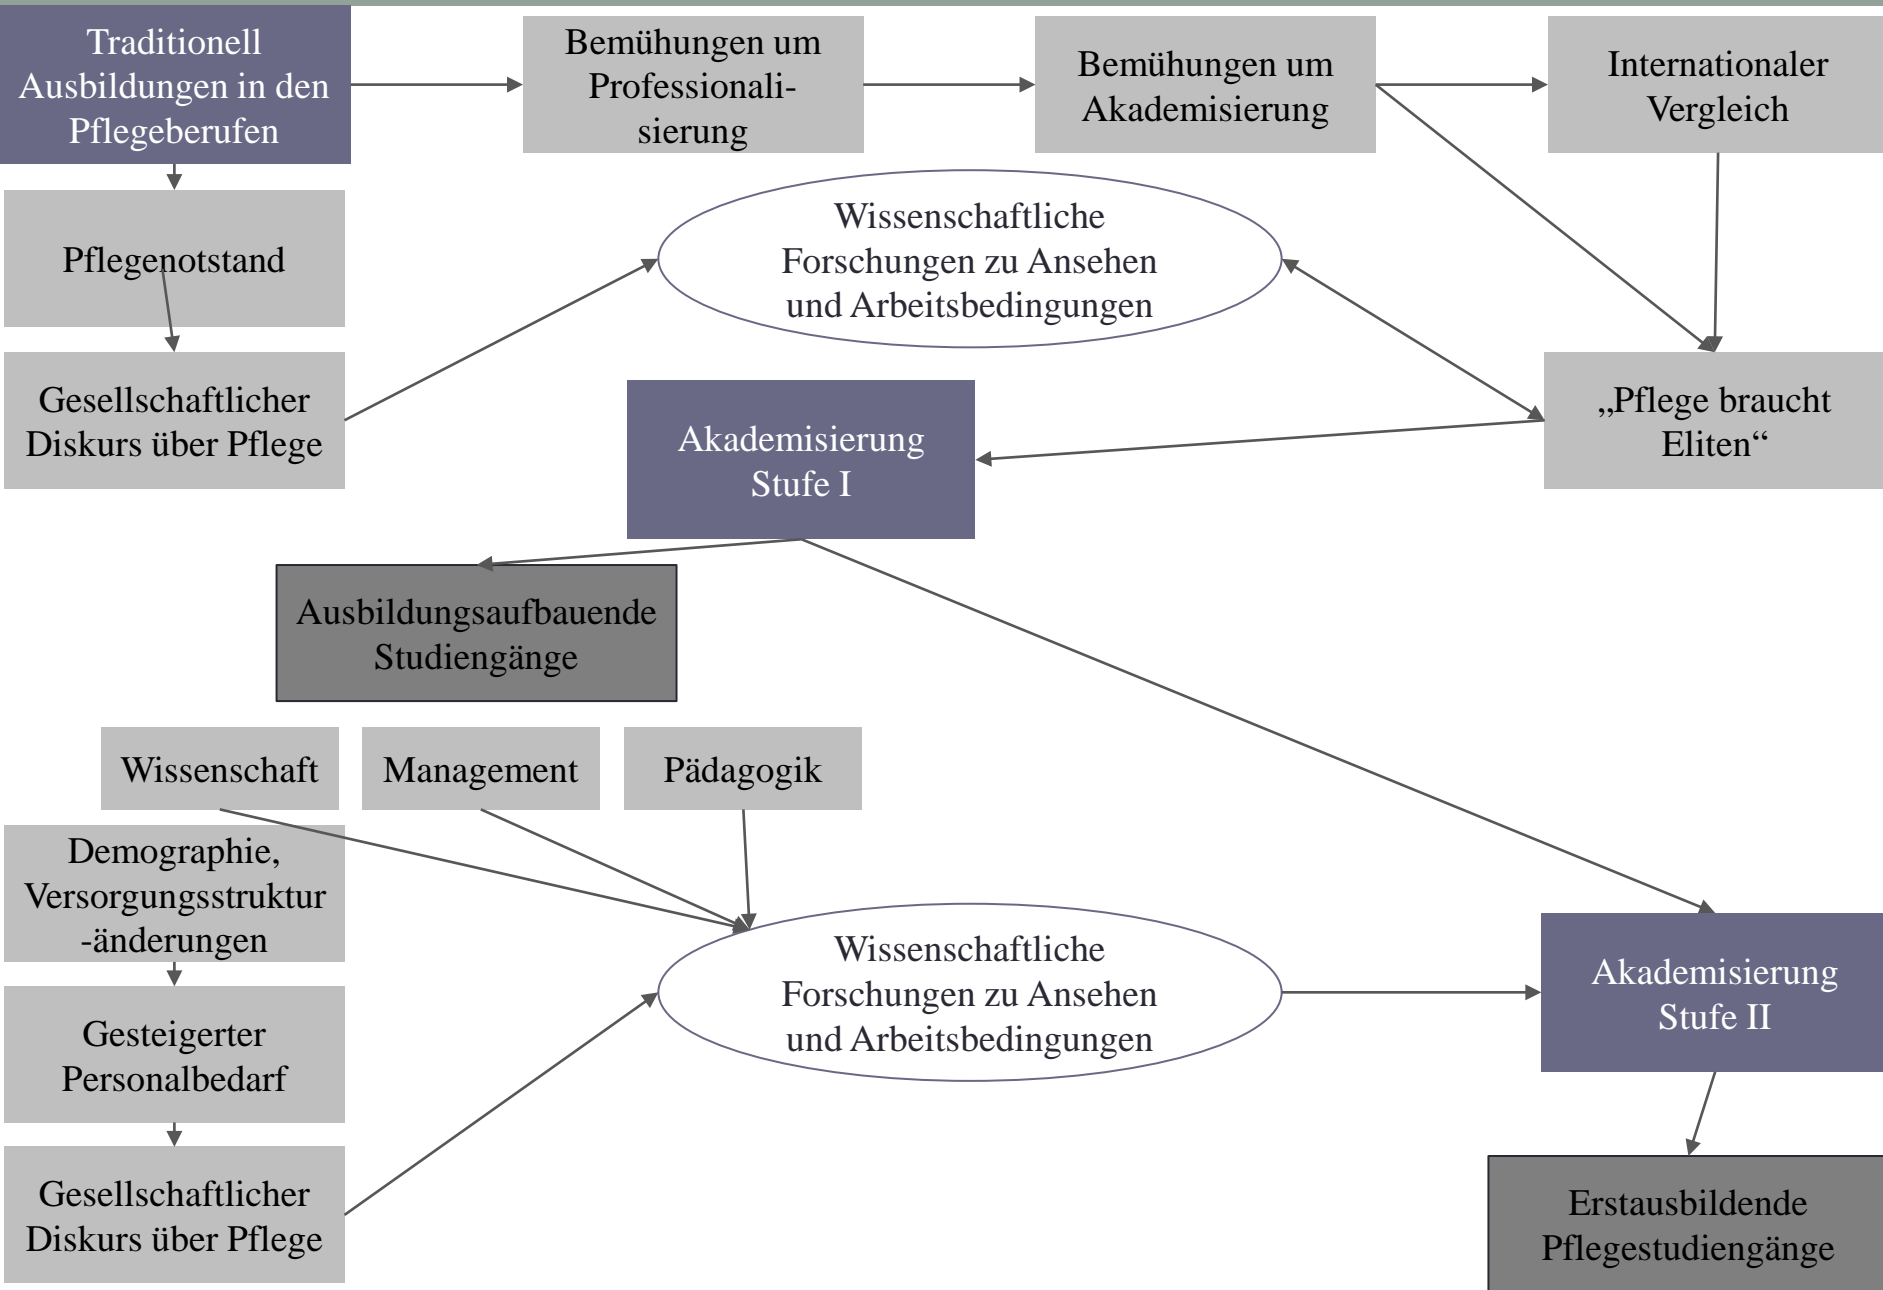 Traditionell
Ausbildungen in den
Pflegeberufen
Bemühungen um
Professionali-
sierung
Bemühungen um
Akademisierung
Internationaler
Vergleich
Pflegenotstand
Wissenschaftliche
Forschungen zu Ansehen
und Arbeitsbedingungen
Gesellschaftlicher
Diskurs über Pflege
Akademisierung
Stufe I
„Pflege braucht
Eliten“
Ausbildungsaufbauende
Studiengänge
Wissenschaft
Management
Pädagogik
Demographie,
Versorgungsstruktur
-änderungen
Wissenschaftliche
Forschungen zu Ansehen
und Arbeitsbedingungen
Akademisierung
Stufe II
Gesteigerter
Personalbedarf
Gesellschaftlicher
Diskurs über Pflege
Erstausbildende
Pflegestudiengänge